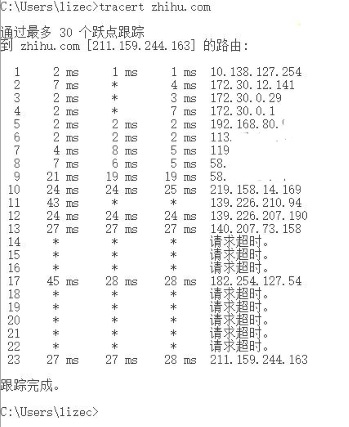 C:\Users\lizec>tracert zhihu.com
通过最多 30 个跃点跟踪
到 zhihu.com [211.159.244.163] 的路由:
1 2 ms 1 ms 1 ms 10.138.127.254
2 7 ms * 4 ms 172.30.12.141
3 * * 3 ms 172.30.0.29
4 2 ms * 7 ms 172.30.0.1
5 2 ms 2 ms 2 ms 192.168.80.
6 2 ms 2 ms 2 ms 113.
7 4 ms 8 ms 5 ms 119
8 7 ms 6 ms 5 ms 58.
9 21 ms 19 ms 19 ms 58.
10 24 ms 24 ms 25 ms 219.158.14.169
11 43 ms * * 139.226.210.94
12 24 ms 24 ms 24 ms 139.226.207.190
13 27 ms 27 ms 27 ms 140.207.73.158
14 * * * 请求超时。
15 * * * 请求超时。
16 * * * 请求超时。
17 45 ms 28 ms 28 ms 182.254.127.54
18 * * * 请求超时。
19 * * * 请求超时。
20 * * * 请求超时。
21 * * * 请求超时。
22 * * * 请求超时。
23 27 ms 27 ms 28 ms 211.159.244.163
跟踪完成。
C:\Users\lizec>